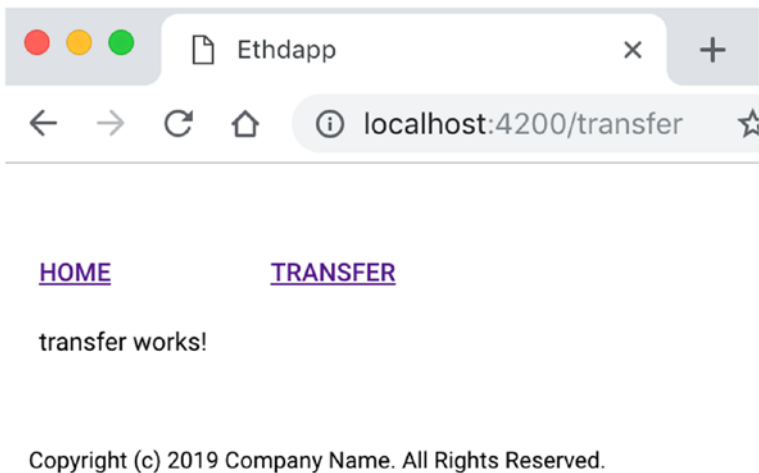 Ethdapp
localhost:4200/transfer
HOME TRANSFER
transfer works!
Copyright (c) 2019 Company Name. All Rights Reserved.